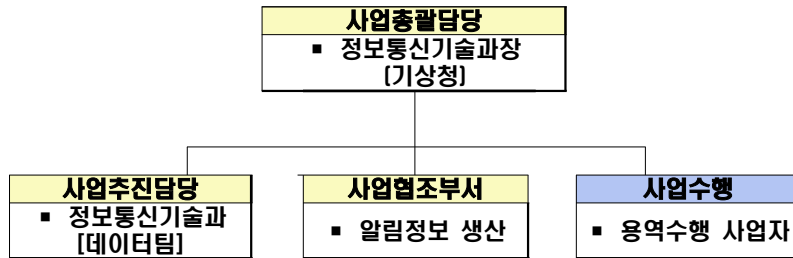 사업총괄담당
▪ 정보통신기술과장
[기상청]
사업추진담당
▪ 정보통신기술과
[데이터팀]
사업협조부서
▪ 알림정보 생산
사업수행
▪ 용역수행 사업자